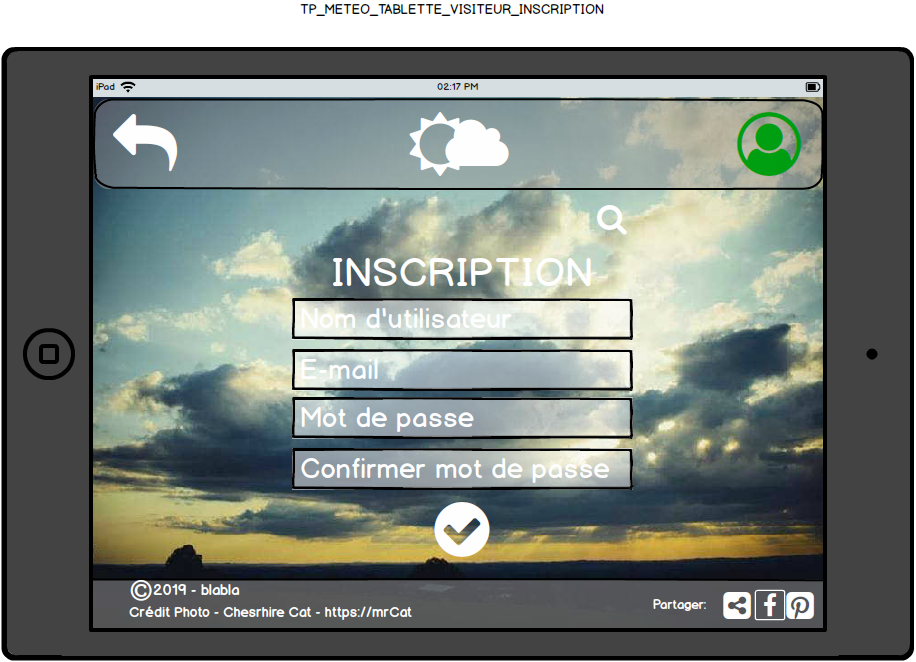 TP_METEO_TABLETTE_VISITEUR_INSCRIPTION
iPad 02:17 PM
INSCRIPTION
Nom d'utilisateur
E-mail
Mot de passe
Confirmer mot de passe
©2019 - blabla
Crédit Photo - Chesrhire Cat - https://mrCat
Partager: